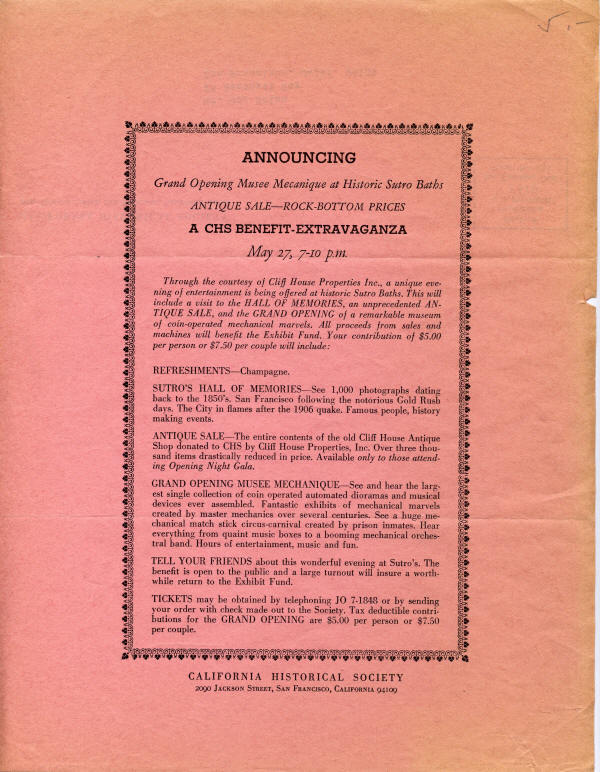 5.-
ANNOUNCING
Grand Opening Musee Mecanique at Historic Sutro Baths
ANTIQUE SALE—ROCK-BOTTOM PRICES
A CHS BENEFIT-EXTRAVAGANZA
May 27, 7-10 p.m.
Through the courtesy of Cliff House Properties Inc., a unique eve-
ning of entertainment is being offered at historic Sutro Baths. This will
include a visit to the HALL OF MEMORIES, an unprecedented AN-
TIQUE SALE, and the GRAND OPENING of a remarkable museum
of coin-operated mechanical marvels. All proceeds from sales and
machines will benefit the Exhibit Fund. Your contribution of $5.00
per person or $7.50 per couple will include:
REFRESHMENTS—Champagne.
SUTRO'S HALL OF MEMORIES—See 1,000 photographs dating
back to the 1850's. San Francisco following the notorious Gold Rush
days. The City in flames after the 1906 quake. Famous people, history
making events.
ANTIQUE SALE—The entire contents of the old Cliff House Antique
Shop donated to CHS by Cliff House Properties, Inc. Over three thou-
sand items drastically reduced in price. Available only to those attend-
ing Opening Night Gala.
GRAND OPENING MUSEE MECHANIQUE—See and hear the larg-
est single collection of coin operated automated dioramas and musical
devices ever assembled. Fantastic exhibits of mechanical marvels
created by master mechanics over several centuries. See a huge me-
chanical match stick circus-carnival created by prison inmates. Hear
everything from quaint music boxes to a booming mechanical orches-
tral band. Hours of entertainment, music and fun.
TELL YOUR FRIENDS about this wonderful evening at Sutro's. The
benefit is open to the public and a large turnout will insure a worth-
while return to the Exhibit Fund.
TICKETS may be obtained by telephoning JO 7-1848 or by sending
your order with check made out to the Society. Tax deductible contri-
butions for the GRAND OPENING are $5.00 per person or $7.50
per couple.
CALIFORNIA HISTORICAL SOCIETY
2090 JACKSON STREET, SAN FRANCISCO, CALIFORNIA 94109